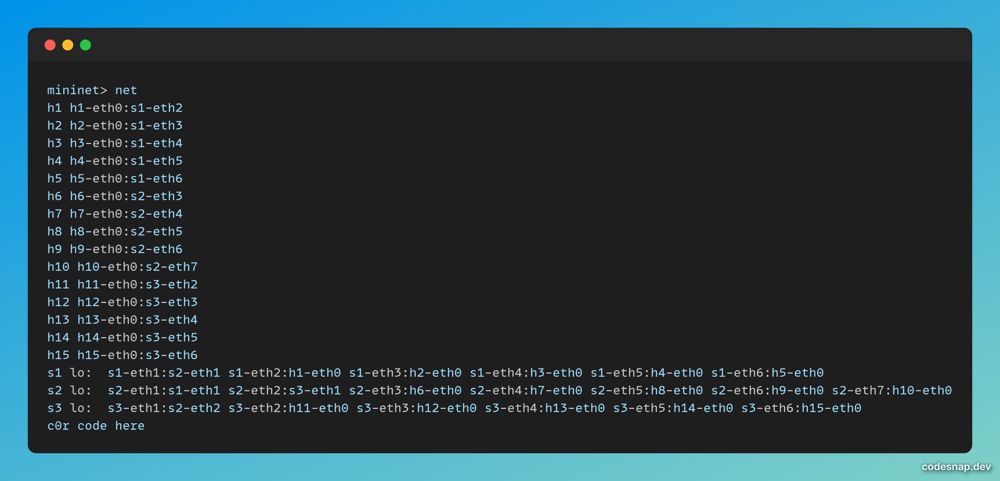 mininet> net
h1 h1-eth0:s1-eth2
h2 h2-eth0:s1-eth3
h3 h3-eth0:s1-eth4
h4 h4-eth0:s1-eth5
h5 h5-eth0:s1-eth6
h6 h6-eth0:s2-eth3
h7 h7-eth0:s2-eth4
h8 h8-eth0:s2-eth5
h9 h9-eth0:s2-eth6
h10 h10-eth0:s2-eth7
h11 h11-eth0:s3-eth2
h12 h12-eth0:s3-eth3
h13 h13-eth0:s3-eth4
h14 h14-eth0:s3-eth5
h15 h15-eth0:s3-eth6
s1 lo:  s1-eth1:s2-eth1 s1-eth2:h1-eth0 s1-eth3:h2-eth0 s1-eth4:h3-eth0 s1-eth5:h4-eth0 s1-eth6:h5-eth0
s2 lo:  s2-eth1:s1-eth1 s2-eth2:s3-eth1 s2-eth3:h6-eth0 s2-eth4:h7-eth0 s2-eth5:h8-eth0 s2-eth6:h9-eth0 s2-eth7:h10-eth0
s3 lo:  s3-eth1:s2-eth2 s3-eth2:h11-eth0 s3-eth3:h12-eth0 s3-eth4:h13-eth0 s3-eth5:h14-eth0 s3-eth6:h15-eth0
c0r code here
codesnap.dev